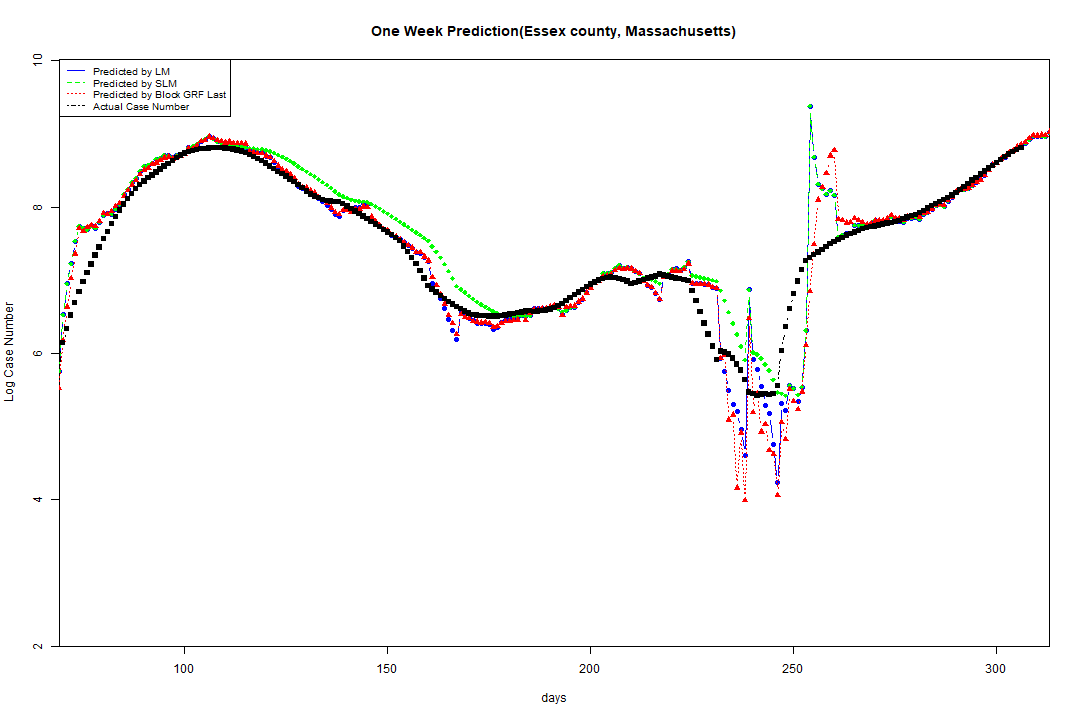 One Week Prediction(Essex county, Massachusetts)
Predicted by LM
Predicted by SLM
Predicted by Block GRF Last
Actual Case Number
Log Case Number
10
8
6
4
2
100 150 200 250 300
days